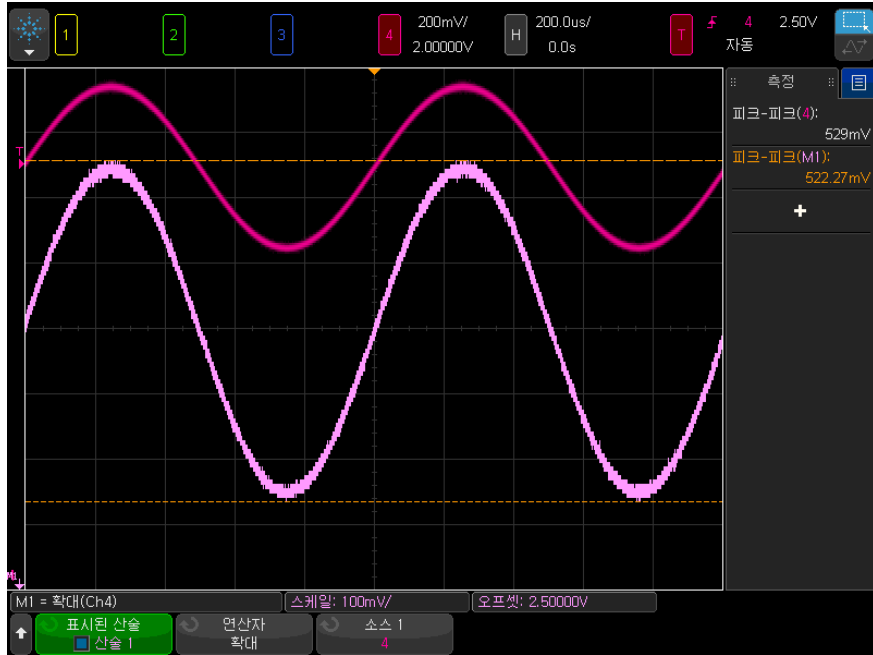 1
2
3
4
200mV/
2.00000V
H
200.0us/
0.0s
T
4
2.50V
자동
측정
피크-피크(4):
529mV
피크-피크(M1):
522.27mV
+
T
M1
M1 = 확대(Ch4)
스케일: 100mV/
오프셋: 2.50000V
표시된 산술
산술 1
연산자
확대
소스 1
4